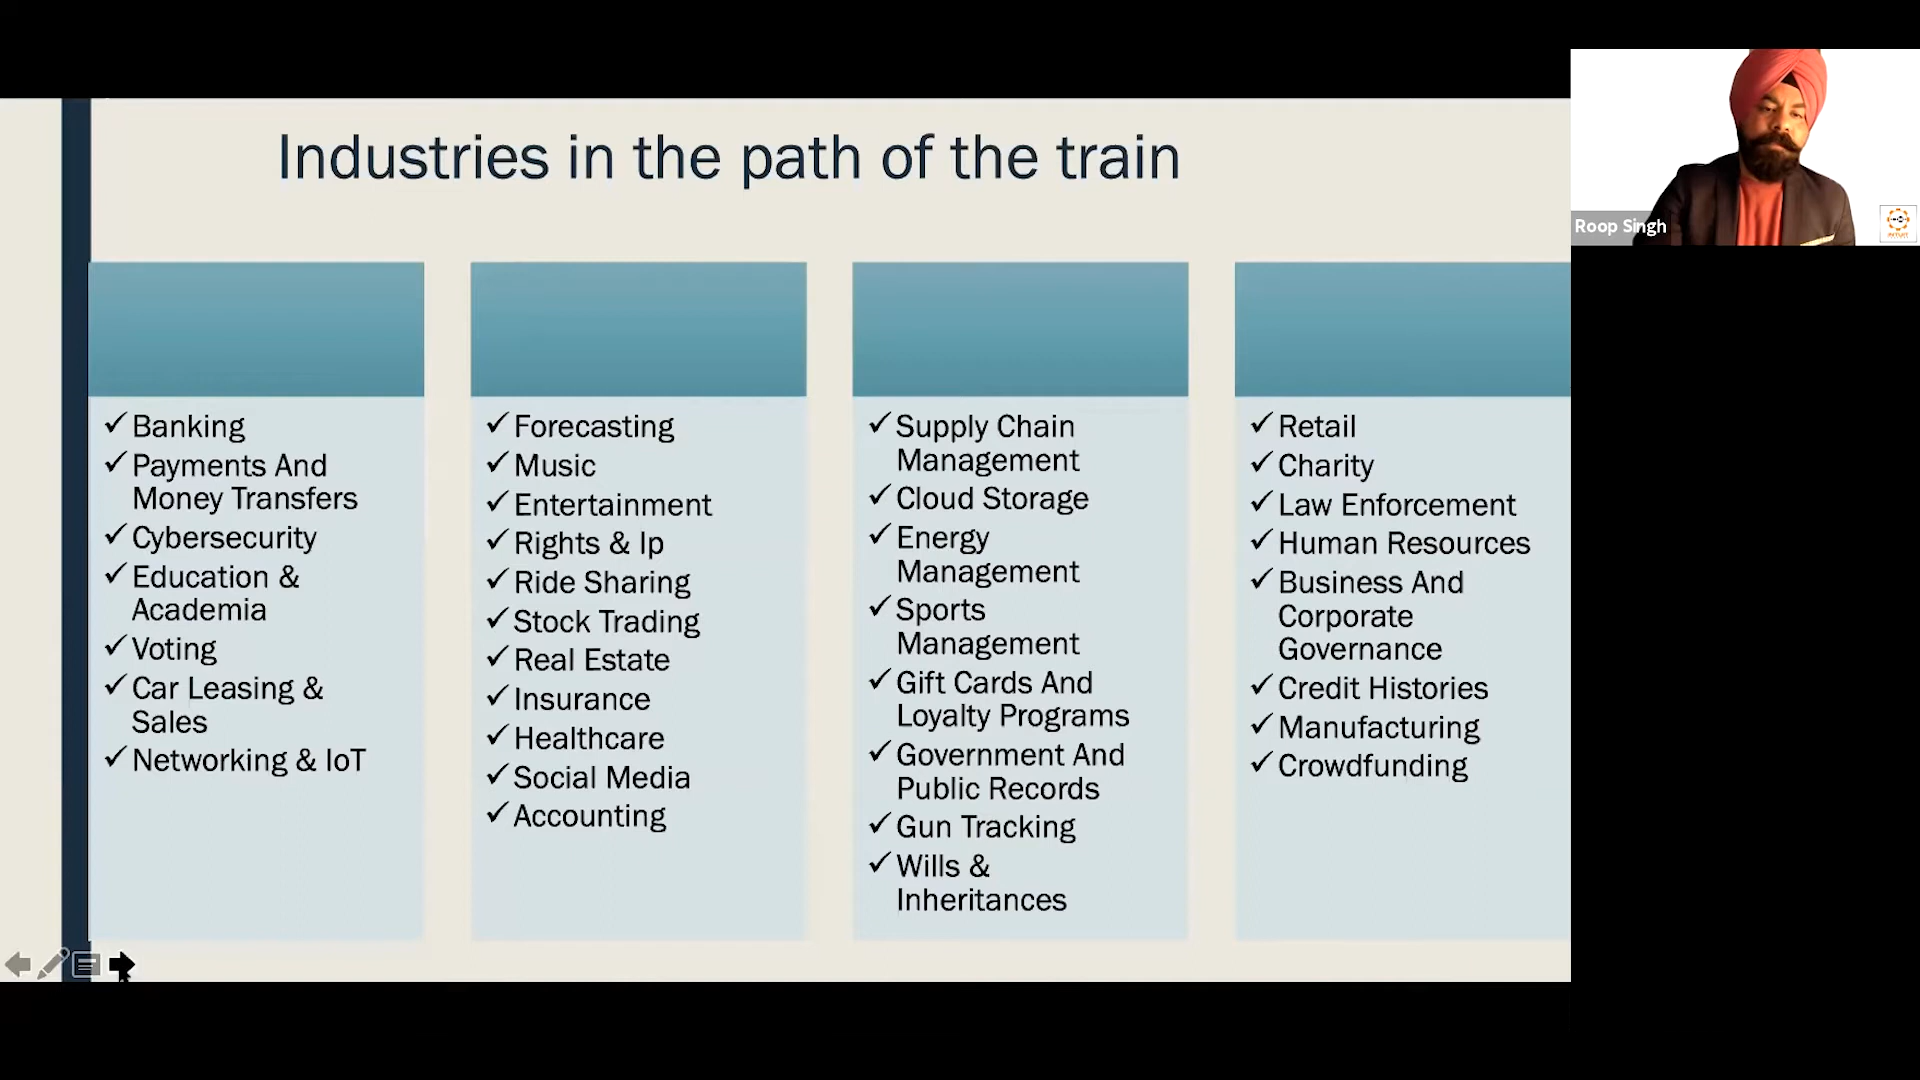 Industries in the path of the train
Roop Singh
✓Banking
✓Payments And
Money Transfers
✓Cybersecurity
✓Education &
Academia
✓Voting
✓Car Leasing &
Sales
✓Networking & IoT
✓Forecasting
✓Music
✓Entertainment
✓Rights & Ip
✓Ride Sharing
✓Stock Trading
✓Real Estate
✓Insurance
✓Healthcare
✓Social Media
✓Accounting
✓Supply Chain
Management
✓Cloud Storage
✓Energy
Management
✓Sports
Management
✓Gift Cards And
Loyalty Programs
✓Government And
Public Records
✓Gun Tracking
✓Wills &
Inheritances
✓Retail
✓Charity
✓Law Enforcement
✓Human Resources
✓Business And
Corporate
Governance
✓Credit Histories
✓Manufacturing
✓Crowdfunding